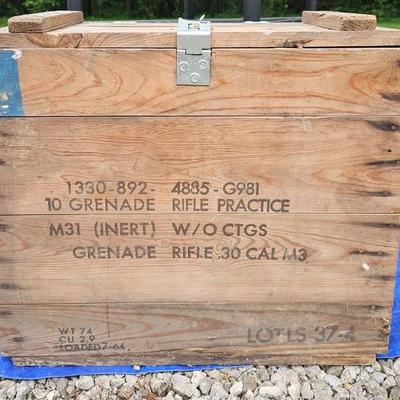 1330-892-4885-G981
10 GRENADE RIFLE PRACTICE
M31 (INERT) W/O CTGS
GRENADE RIFLE .30 CAL M3
WT 74
CU 2.9
LOADED 7-64
LOT LS-37-4